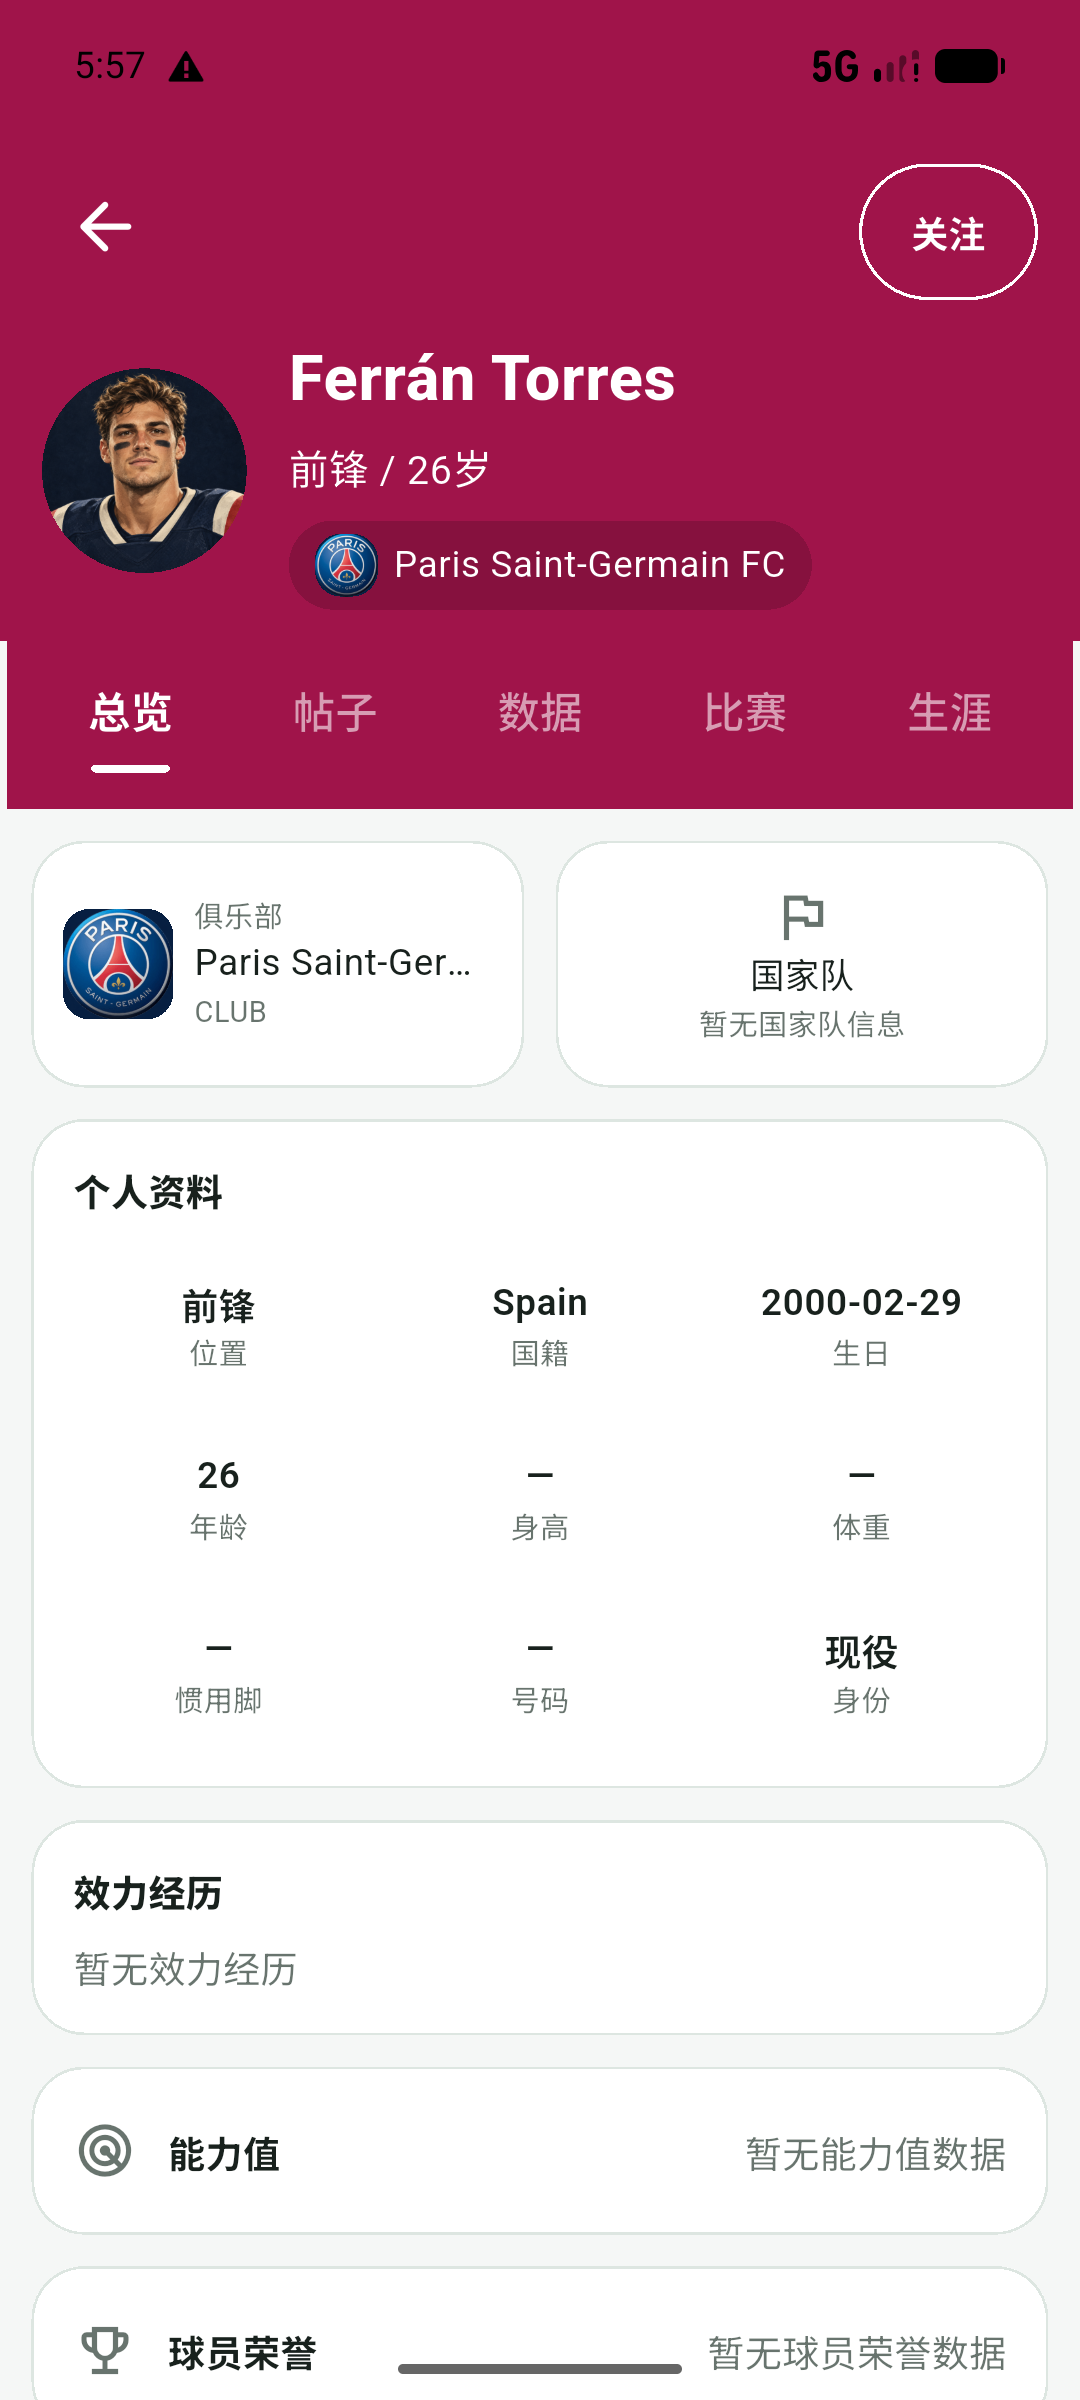 5:57
5G
关注
Ferrán Torres
前锋 / 26岁
PARIS
Paris Saint-Germain FC
总览
帖子
数据
比赛
生涯
PARIS
SAINT-GERMAIN
俱乐部
Paris Saint-Ger...
CLUB
国家队
暂无国家队信息
个人资料
前锋
Spain
2000-02-29
位置
国籍
生日
26
—
—
年龄
身高
体重
—
—
现役
惯用脚
号码
身份
效力经历
暂无效力经历
能力值
暂无能力值数据
球员荣誉
暂无球员荣誉数据